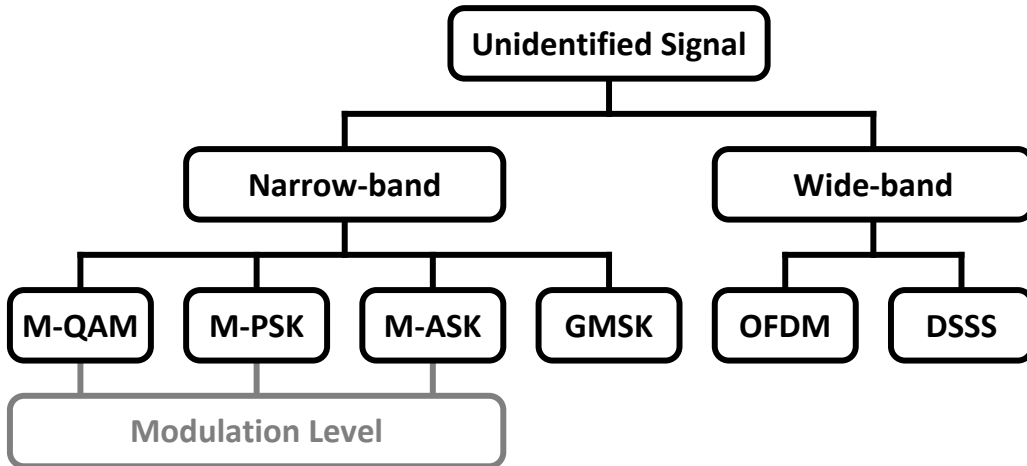 Unidentified Signal
Narrow-band
Wide-band
M-QAM
M-PSK
M-ASK
GMSK
OFDM
DSSS
Modulation Level